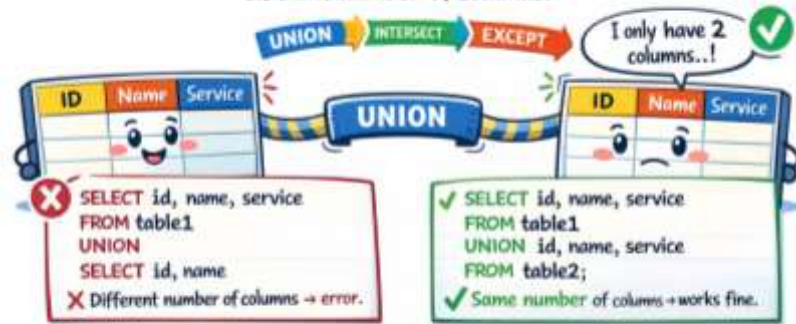 UNION INTERSECT EXCEPT
I only have 2
columns..!
ID Name Service
UNION
ID Name Service
SELECT id, name, service
FROM table1
UNION
SELECT id, name
X Different number of columns → error.
✓ SELECT id, name, service
FROM table1
UNION id, name, service
FROM table2;
✓ Same number of columns → works fine.